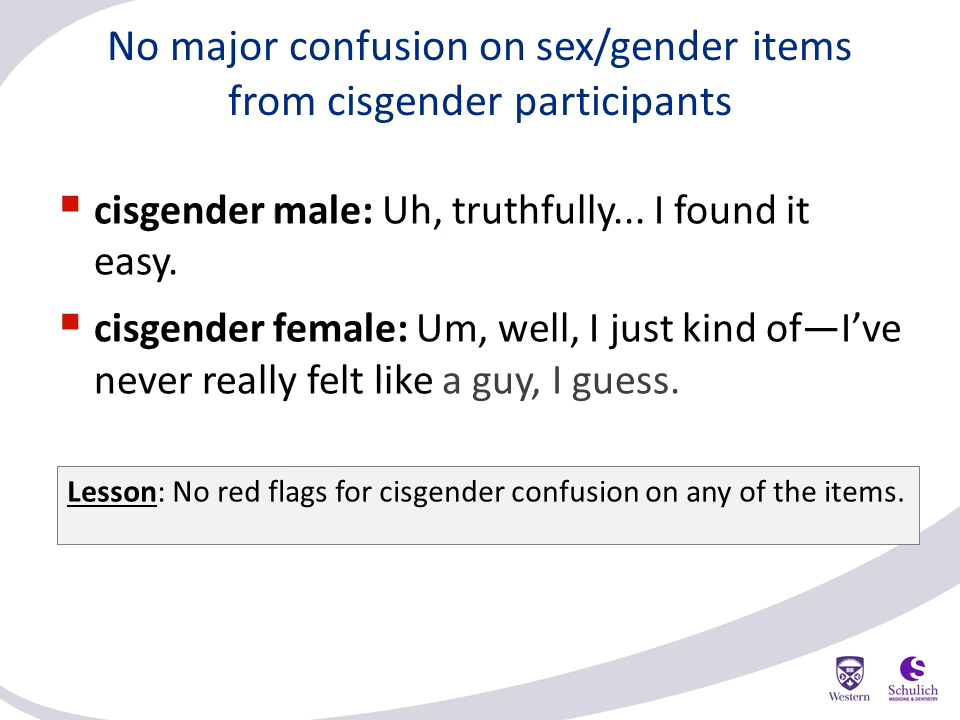 No major confusion on sex/gender items
from cisgender participants
cisgender male: Uh, truthfully... I found it
easy.
cisgender female: Um, well, I just kind of—I’ve
never really felt like a guy, I guess.
Lesson: No red flags for cisgender confusion on any of the items.
Western
Schulich
MEDICINE & DENTISTRY